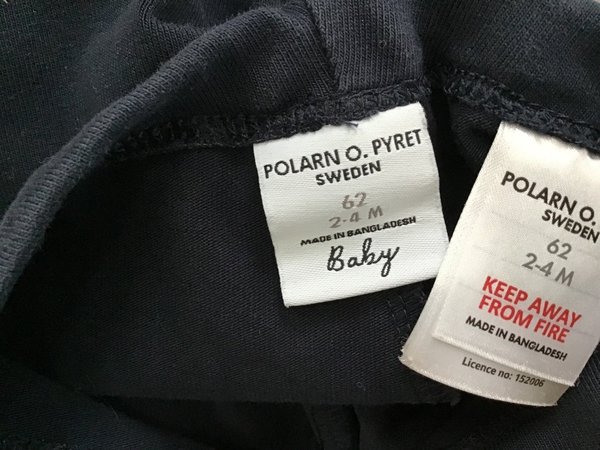 POLARN O. PYRET
SWEDEN
62
2-4 M
MADE IN BANGLADESH
Baby
POLARN O.
SWEDEN
62
2-4 M
KEEP AWAY
FROM FIRE
MADE IN BANGLADESH
Licence no: 152006